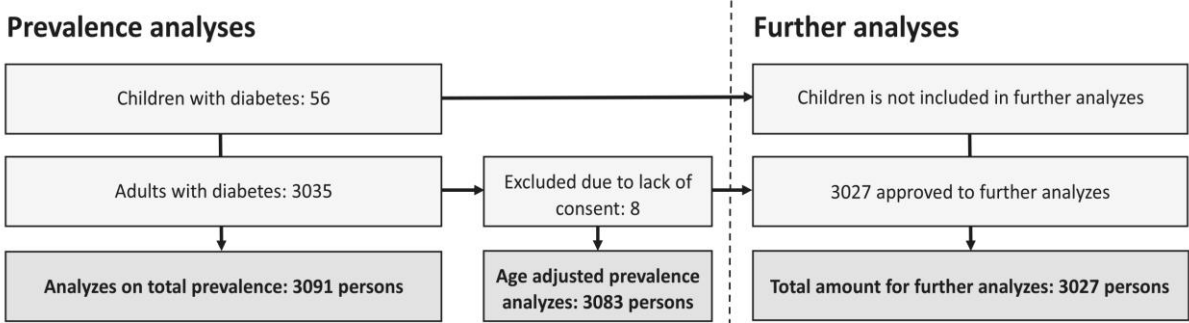 Prevalence analyses
Further analyses
Children with diabetes: 56
Children is not included in further analyzes
Adults with diabetes: 3035
Excluded due to lack of
consent: 8
3027 approved to further analyzes
Analyzes on total prevalence: 3091 persons
Age adjusted prevalence
analyzes: 3083 persons
Total amount for further analyzes: 3027 persons